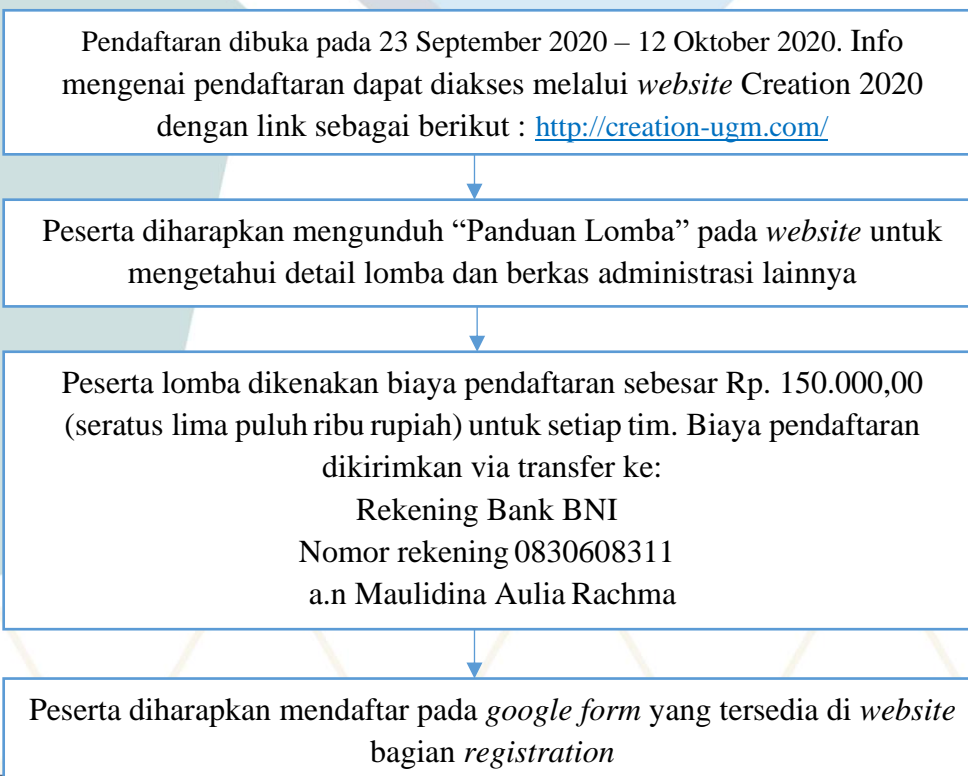 Pendaftaran dibuka pada 23 September 2020 – 12 Oktober 2020. Info
mengenai pendaftaran dapat diakses melalui website Creation 2020
dengan link sebagai berikut : http://creation-ugm.com/
Peserta diharapkan mengunduh “Panduan Lomba” pada website untuk
mengetahui detail lomba dan berkas administrasi lainnya
Peserta lomba dikenakan biaya pendaftaran sebesar Rp. 150.000,00
(seratus lima puluh ribu rupiah) untuk setiap tim. Biaya pendaftaran
dikirimkan via transfer ke:
Rekening Bank BNI
Nomor rekening 0830608311
a.n Maulidina Aulia Rachma
Peserta diharapkan mendaftar pada google form yang tersedia di website
bagian registration